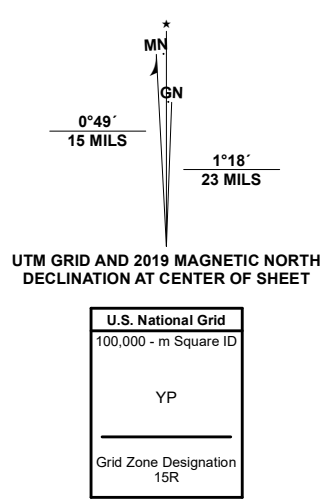 MN
GN
0°49´
15 MILS
1°18´
23 MILS
UTM GRID AND 2019 MAGNETIC NORTH
DECLINATION AT CENTER OF SHEET
U.S. National Grid
100,000 - m Square ID
YP
Grid Zone Designation
15R